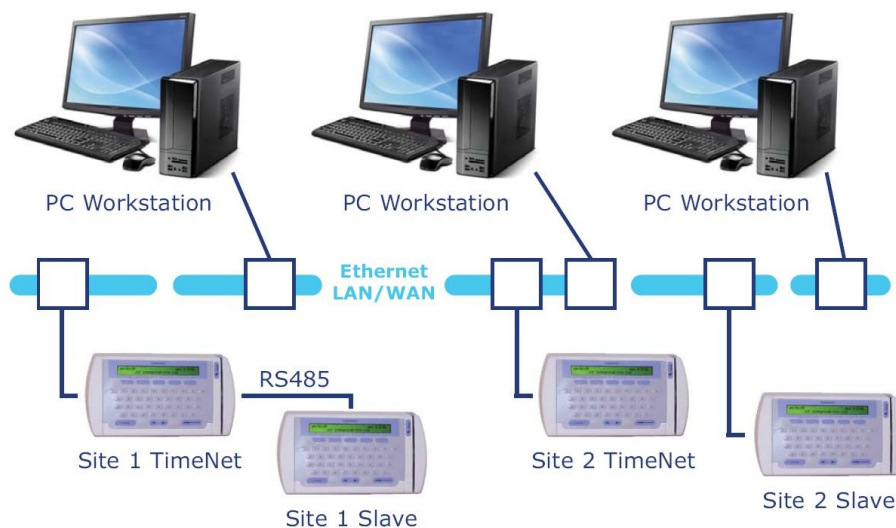 PC Workstation
PC Workstation
PC Workstation
Ethernet
LAN/WAN
RS485
Site 1 TimeNet
Site 2 TimeNet
Site 1 Slave
Site 2 Slave